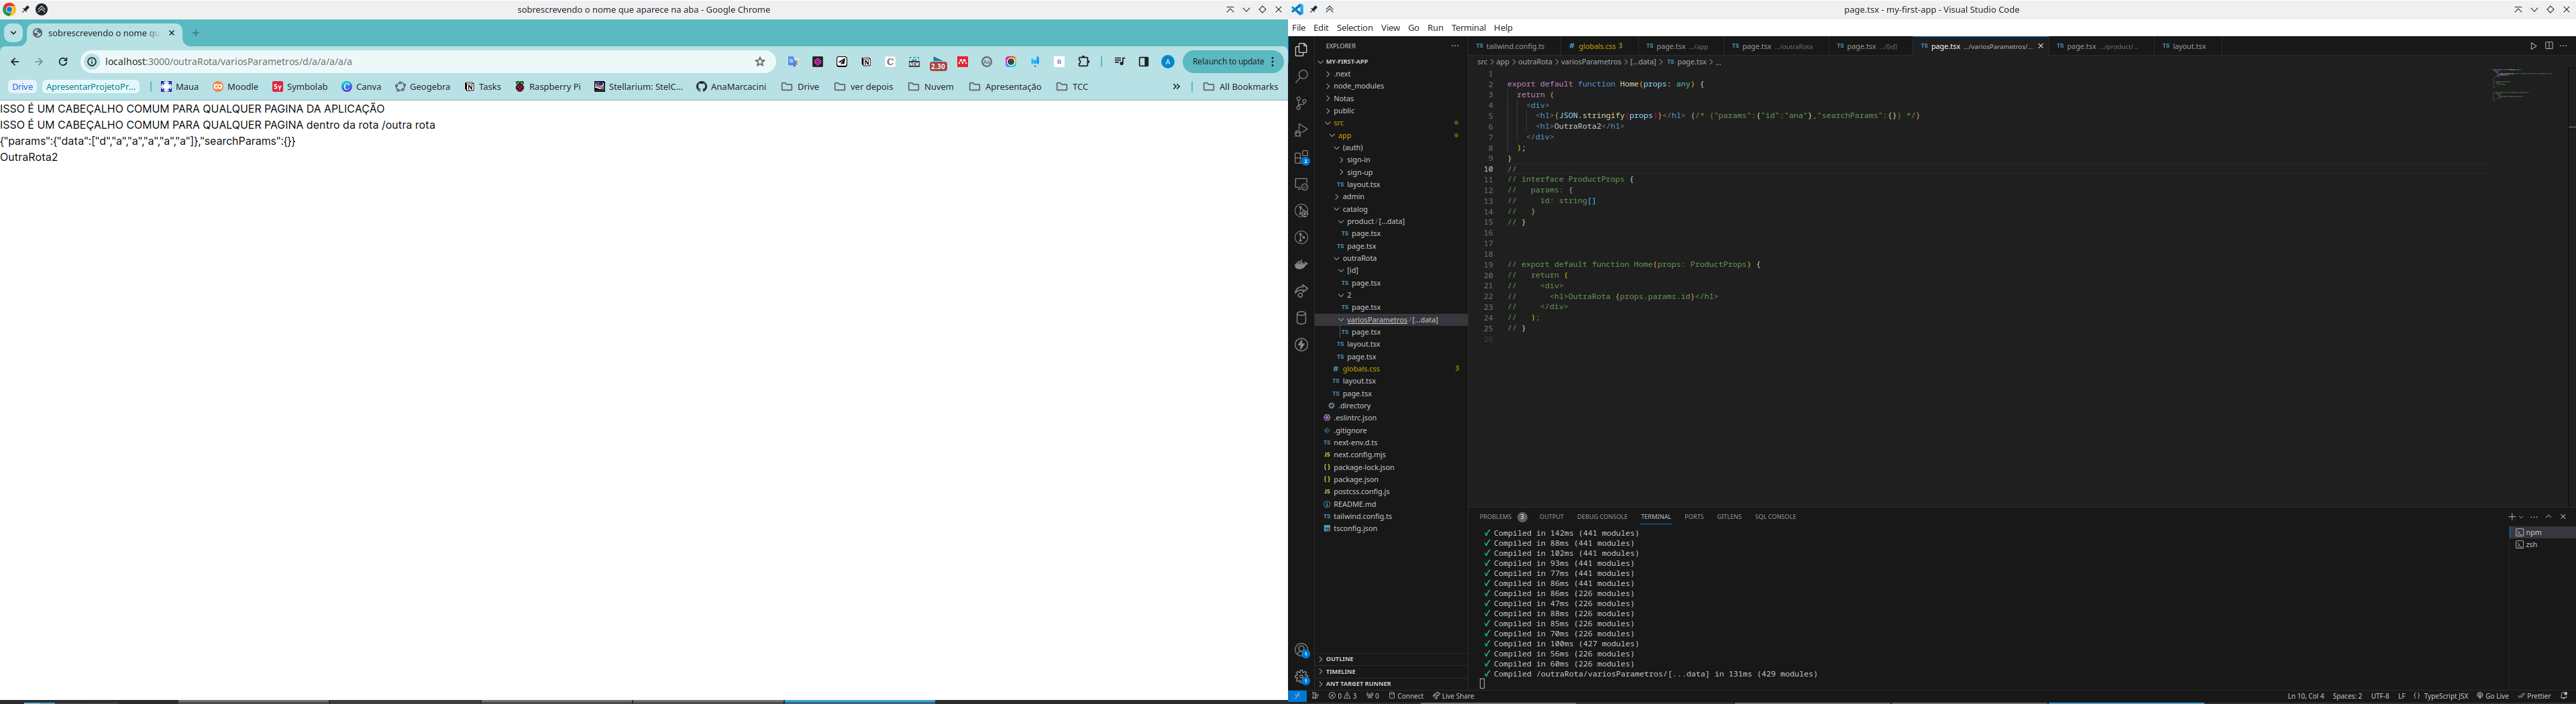 sobrescrevendo o nome que aparece na aba - Google Chrome
sobrescrevendo o nome qu
localhost:3000/outraRota/variosParametros/d/a/a/a/a/a
2.30
A
Relaunch to update
Drive
ApresentarProjetoPr...
Maua
Moodle
Symbolab
Canva
Geogebra
Tasks
Raspberry Pi
Stellarium: StelC...
AnaMarcacini
Drive
ver depois
Nuvem
Apresentação
TCC
»
All Bookmarks
ISSO É UM CABEÇALHO COMUM PARA QUALQUER PAGINA DA APLICAÇÃO
ISSO É UM CABEÇALHO COMUM PARA QUALQUER PAGINA dentro da rota /outra rota
{"params":{"data":["d","a","a","a","a","a"]},"searchParams":{}}
OutraRota2
page.tsx - my-first-app - Visual Studio Code
File Edit Selection View Go Run Terminal Help
EXPLORER
MY-FIRST-APP
.next
node_modules
Notas
public
src
app
(auth)
sign-in
sign-up
layout.tsx
admin
catalog
product / [...data]
page.tsx
page.tsx
outraRota
[id]
page.tsx
2
page.tsx
variosParametros / [...data]
page.tsx
layout.tsx
page.tsx
globals.css 3
layout.tsx
page.tsx
.directory
.eslintrc.json
.gitignore
next-env.d.ts
next.config.mjs
package-lock.json
package.json
postcss.config.js
README.md
tailwind.config.ts
tsconfig.json
OUTLINE
TIMELINE
ANT TARGET RUNNER
tailwind.config.ts
globals.css 3
page.tsx .../app
page.tsx .../outraRota
page.tsx .../[id]
page.tsx .../variosParametros/...
page.tsx .../product/...
layout.tsx
src > app > outraRota > variosParametros > [...data] > page.tsx > ...
1
2 export default function Home(props: any) {
3 return (
4 <div>
5 <h1>{JSON.stringify(props)}</h1> {/* {"params":{"id":"ana"},"searchParams":{}} */}
6 <h1>OutraRota2</h1>
7 </div>
8 );
9 }
10 //
11 // interface ProductProps {
12 // params: {
13 // id: string[]
14 // }
15 // }
16
17
18
19 // export default function Home(props: ProductProps) {
20 // return (
21 // <div>
22 // <h1>OutraRota {props.params.id}</h1>
23 // </div>
24 // );
25 // }
26
PROBLEMS 3 OUTPUT DEBUG CONSOLE TERMINAL PORTS GITLENS SQL CONSOLE
✓ Compiled in 142ms (441 modules)
✓ Compiled in 88ms (441 modules)
✓ Compiled in 102ms (441 modules)
✓ Compiled in 93ms (441 modules)
✓ Compiled in 77ms (441 modules)
✓ Compiled in 86ms (441 modules)
✓ Compiled in 86ms (226 modules)
✓ Compiled in 47ms (226 modules)
✓ Compiled in 88ms (226 modules)
✓ Compiled in 85ms (226 modules)
✓ Compiled in 70ms (226 modules)
✓ Compiled in 100ms (427 modules)
✓ Compiled in 56ms (226 modules)
✓ Compiled in 60ms (226 modules)
✓ Compiled /outraRota/variosParametros/[...data] in 131ms (429 modules)
npm
zsh
0 3 0 Connect Live Share
Ln 10, Col 4 Spaces: 2 UTF-8 LF {} TypeScript JSX Go Live Prettier